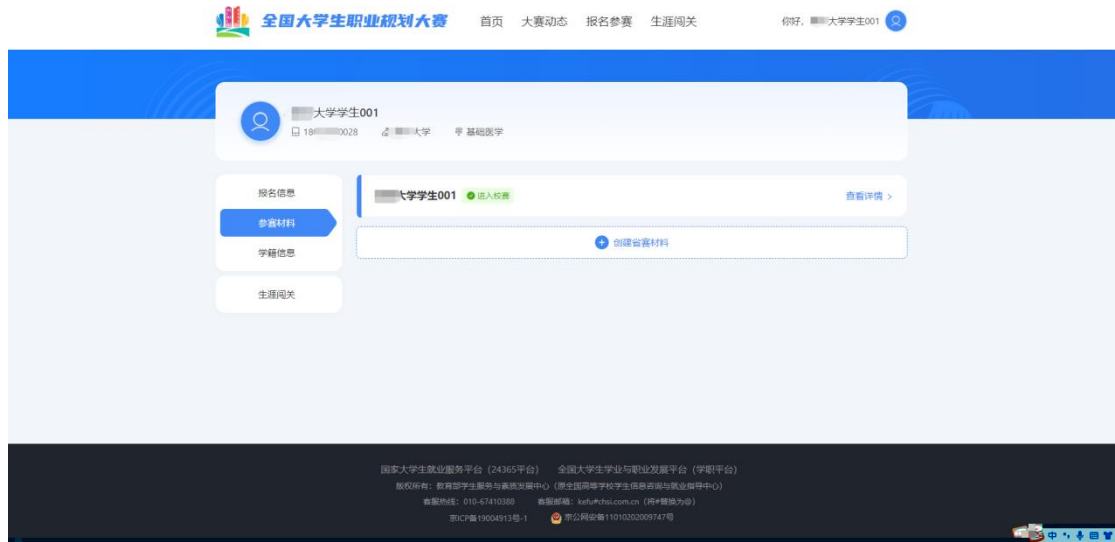 全国大学生职业规划大赛 首页 大赛动态 报名参赛 生涯闯关 你好, 大学学生001
大学学生001
18 0028 大学 基础医学
报名信息
参赛材料
学籍信息
生涯闯关
大学学生001 进入校赛 查看详情 >
创建省赛材料
国家大学生就业服务平台（24365平台） 全国大学生学业与职业发展平台（学职平台）
版权所有：教育部学生服务与素质发展中心（原全国高等学校学生信息咨询与就业指导中心）
客服热线：010-67410388 客服邮箱：kefu#chsi.com.cn（将#替换为@）
京ICP备19004913号-1 京公网安备11010202009747号
中